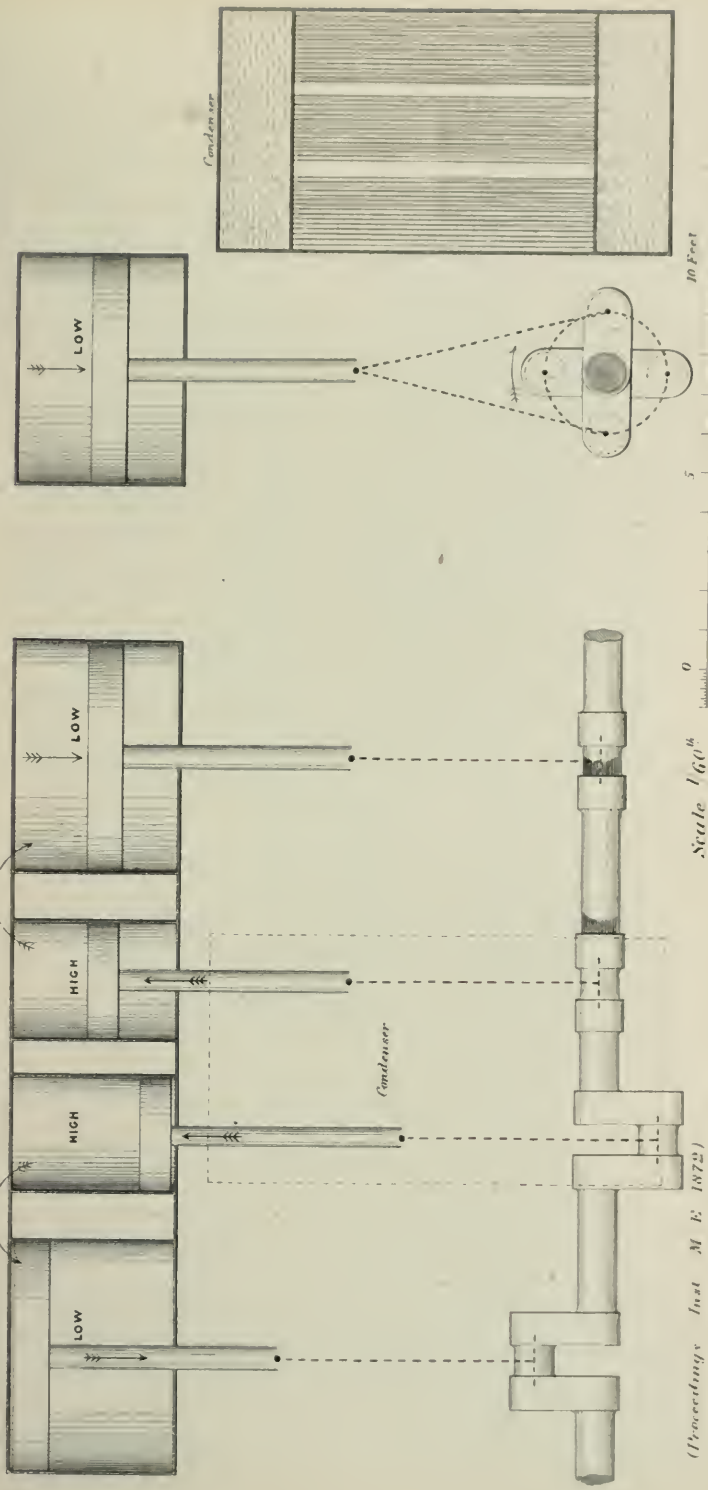 Condenser
LOW
10 Feet
5
0
LOW
HIGH
HIGH
LOW
Condenser
Scale 1/60th
(Proceedings Inst M E 1872)